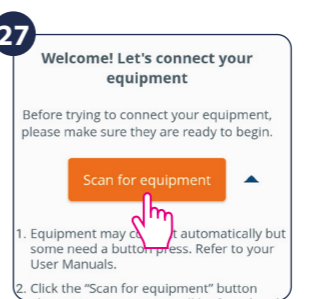 27
Welcome! Let's connect your
equipment
Before trying to connect your equipment,
please make sure they are ready to begin.
Scan for equipment
1. Equipment may automatically but
some need a button press. Refer to your
User Manuals.
2. Click the "Scan for equipment" button